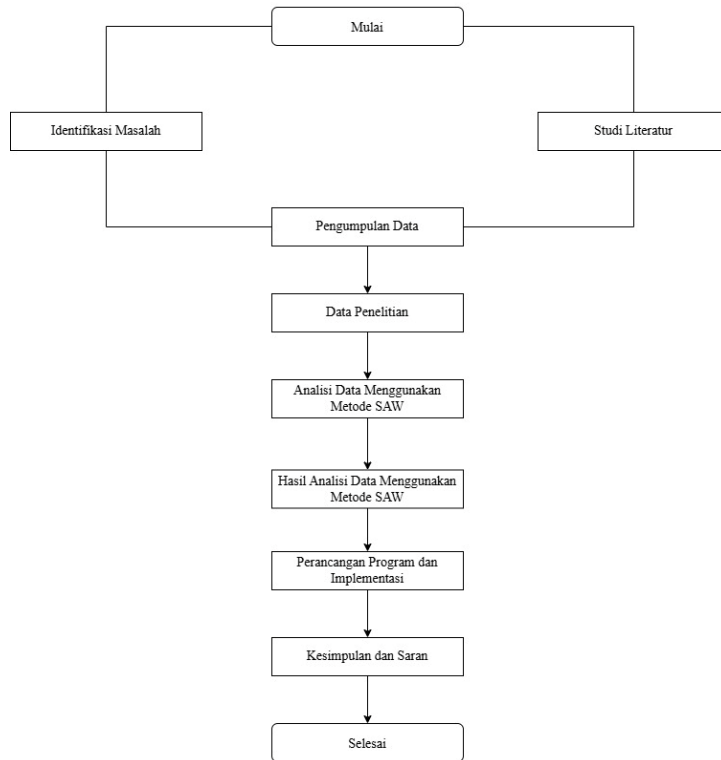 Mulai
Identifikasi Masalah
Studi Literatur
Pengumpulan Data
Data Penelitian
Analisi Data Menggunakan
Metode SAW
Hasil Analisi Data Menggunakan
Metode SAW
Perancangan Program dan
Implementasi
Kesimpulan dan Saran
Selesai